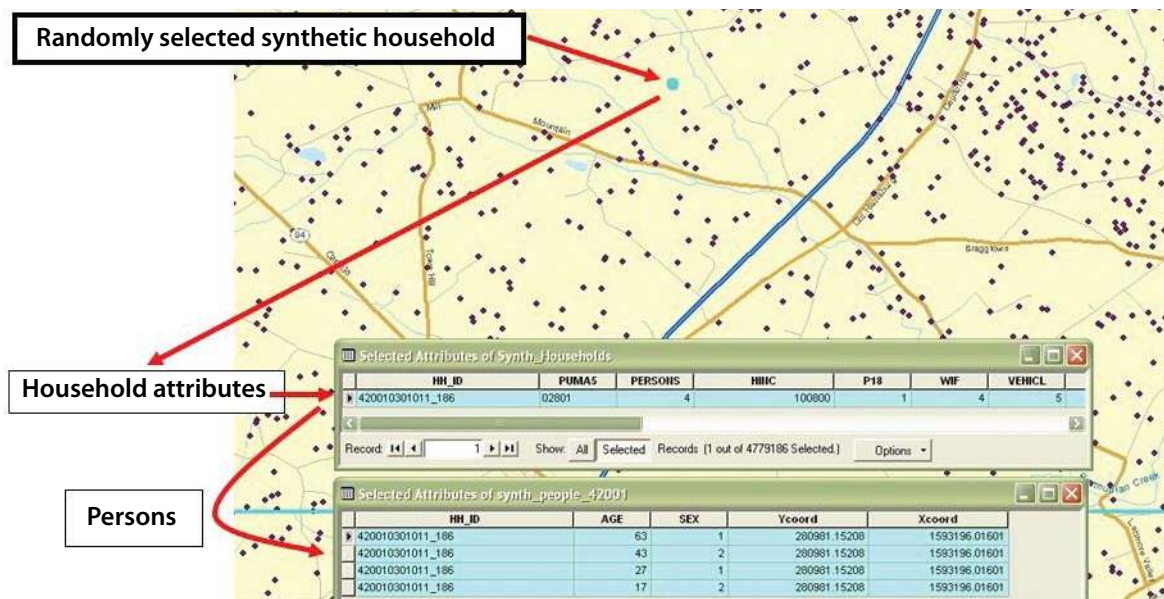 Randomly selected synthetic household
Mill
Mountain
94
Town Hill
Braggtown
Selected Attributes of Synth_Households
HH_ID PUMA5 PERSONS HINC P18 WIF VEHICL
Household attributes
420010301011_186 02801 4 100800 1 4 5
Record: 1 Show: All Selected Records (1 out of 4779186 Selected.) Options
Persons
Selected Attributes of synth_people_42001
HH_ID AGE SEX Ycoord Xcoord
420010301011_186 63 1 280981.15208 1593196.01601
420010301011_186 43 2 280981.15208 1593196.01601
420010301011_186 27 1 280981.15208 1593196.01601
420010301011_186 17 2 280981.15208 1593196.01601
Creek